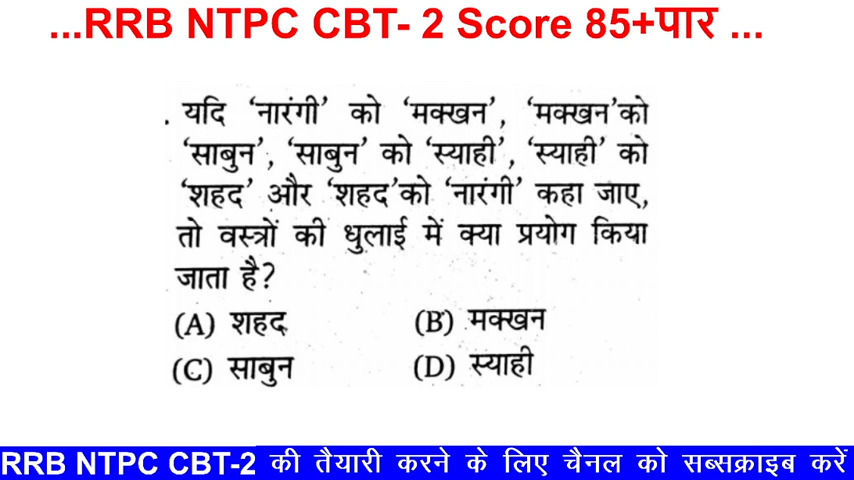 ...RRB NTPC CBT- 2 Score 85+पार ...
. यदि 'नारंगी' को 'मक्खन', 'मक्खन'को
'साबुन', 'साबुन' को 'स्याही', 'स्याही' को
'शहद' और 'शहद'को 'नारंगी' कहा जाए,
तो वस्त्रों की धुलाई में क्या प्रयोग किया
जाता है?
(A) शहद (B) मक्खन
(C) साबुन (D) स्याही
RRB NTPC CBT-2 की तैयारी करने के लिए चैनल को सब्सक्राइब करें